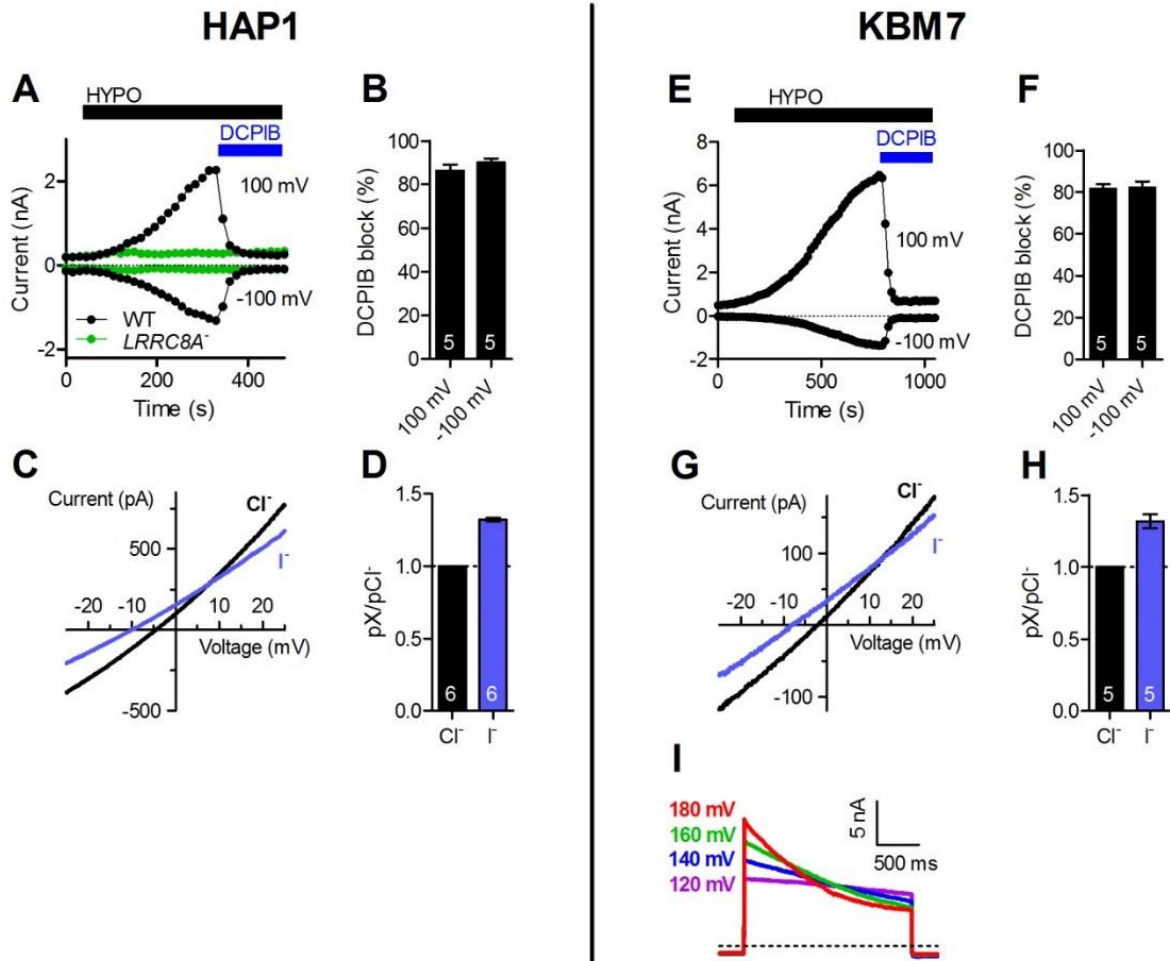 HAP1
KBM7
A
HYPO
DCPIB
2
0
-2
Current (nA)
100 mV
-100 mV
WT
LRRC8A-
0
200
400
Time (s)
B
100
80
60
40
20
0
DCPIB block (%)
5
5
100 mV
-100 mV
E
HYPO
DCPIB
8
6
4
2
0
-2
Current (nA)
100 mV
-100 mV
0
500
1000
Time (s)
F
100
80
60
40
20
0
DCPIB block (%)
5
5
100 mV
-100 mV
C
Current (pA)
Cl-
I-
500
-500
-20
-10
10
20
Voltage (mV)
D
1.5
1.0
0.5
0.0
pX/pCl-
6
6
Cl-
I-
G
Current (pA)
Cl-
I-
100
-100
-20
-10
10
20
Voltage (mV)
H
1.5
1.0
0.5
0.0
pX/pCl-
5
5
Cl-
I-
I
180 mV
160 mV
140 mV
120 mV
5 nA
500 ms